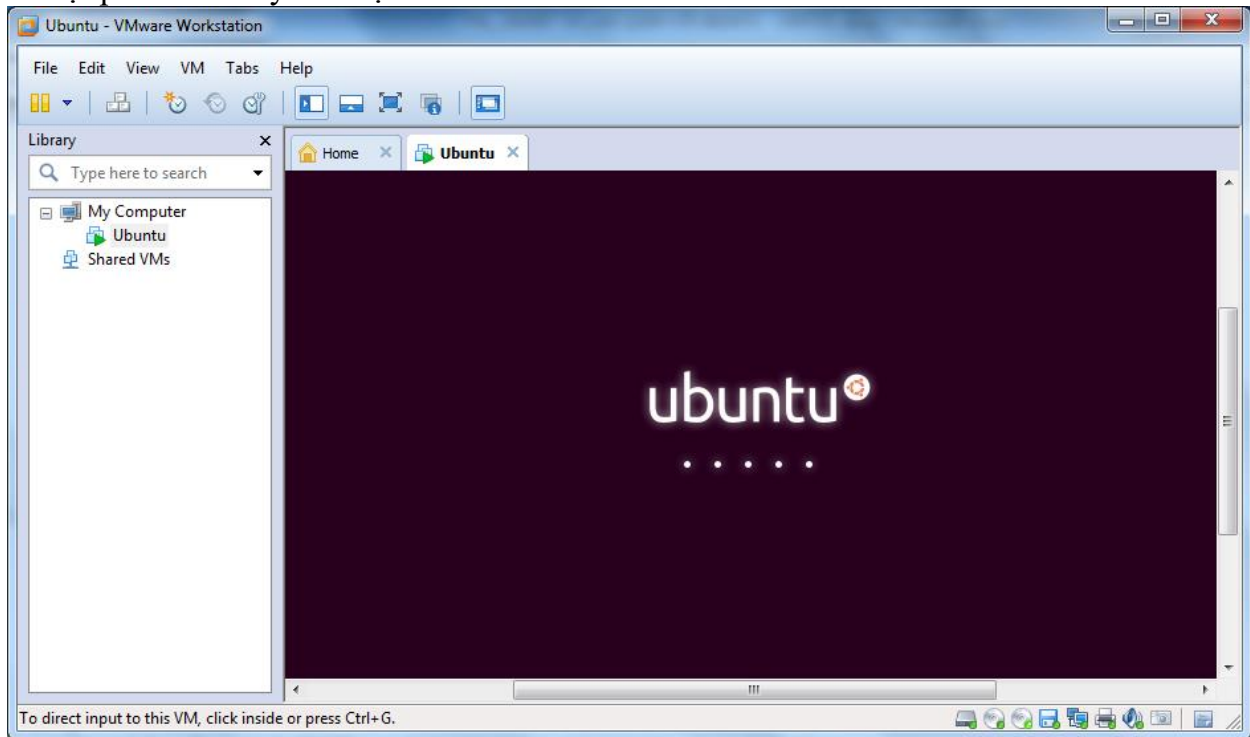 Ubuntu - VMware Workstation
File Edit View VM Tabs Help
Library
Type here to search
My Computer
Ubuntu
Shared VMs
Home
Ubuntu
ubuntu
To direct input to this VM, click inside or press Ctrl+G.